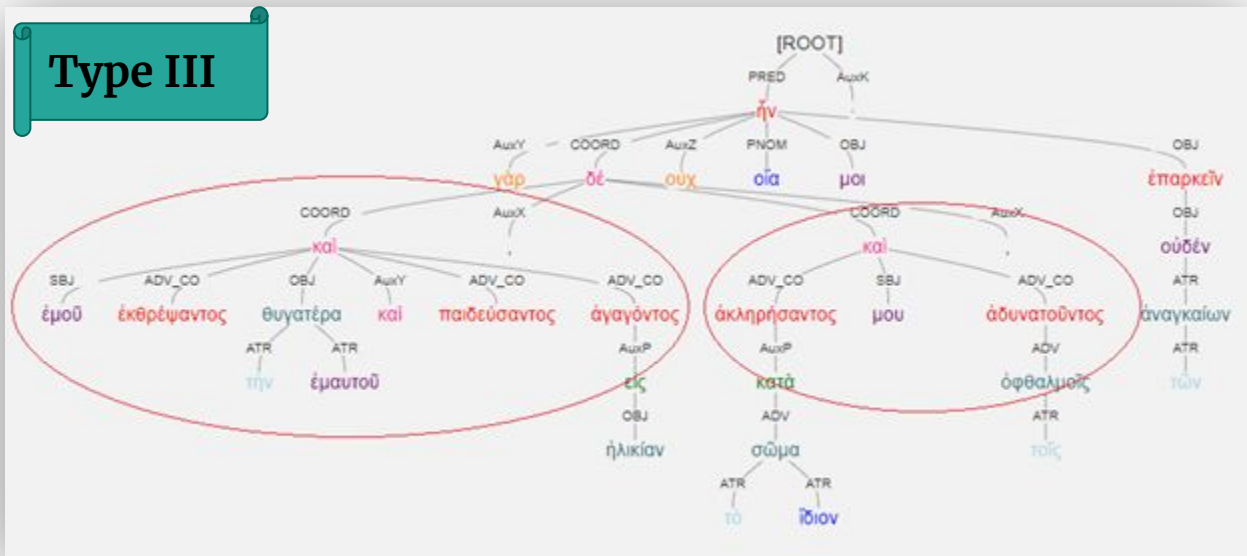 Type III
[ROOT]
PRED AuxK
ἦν .
AuxY COORD AuxZ PNOM OBJ OBJ
γὰρ δέ οὐχ οἵα μοι ἐπαρκεῖν
COORD AuxX COORD AuxX OBJ
καὶ , καὶ , οὐδέν
SBJ ADV_CO OBJ AuxY ADV_CO ADV_CO ADV_CO SBJ ADV_CO ATR
ἐμοῦ ἐκθρέψαντος θυγατέρα καὶ παιδεύσαντος ἀγαγόντος ἀκληρήσαντος μου ἀδυνατοῦντος ἀναγκαίων
ATR ATR AuxP AuxP ADV ATR
τὴν ἐμαυτοῦ εἰς κατὰ ὀφθαλμοῖς τῶν
OBJ ADV ATR
ἡλικίαν σῶμα τοῖς
ATR ATR
τὸ ἴδιον